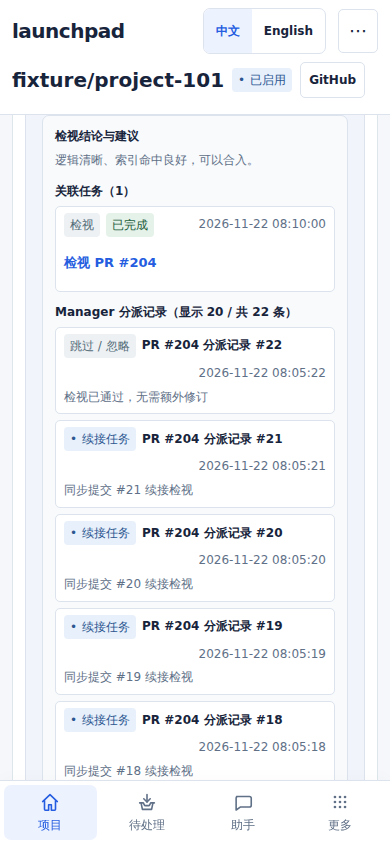 launchpad
中文
English
···
fixture/project-101
• 已启用
GitHub
检视结论与建议
逻辑清晰、索引命中良好，可以合入。
关联任务（1）
检视 已完成 2026-11-22 08:10:00
检视 PR #204
Manager 分派记录（显示 20 / 共 22 条）
跳过 / 忽略 PR #204 分派记录 #22
2026-11-22 08:05:22
检视已通过，无需额外修订
• 续接任务 PR #204 分派记录 #21
2026-11-22 08:05:21
同步提交 #21 续接检视
• 续接任务 PR #204 分派记录 #20
2026-11-22 08:05:20
同步提交 #20 续接检视
• 续接任务 PR #204 分派记录 #19
2026-11-22 08:05:19
同步提交 #19 续接检视
• 续接任务 PR #204 分派记录 #18
2026-11-22 08:05:18
同步提交 #18 续接检视
项目
待处理
助手
更多